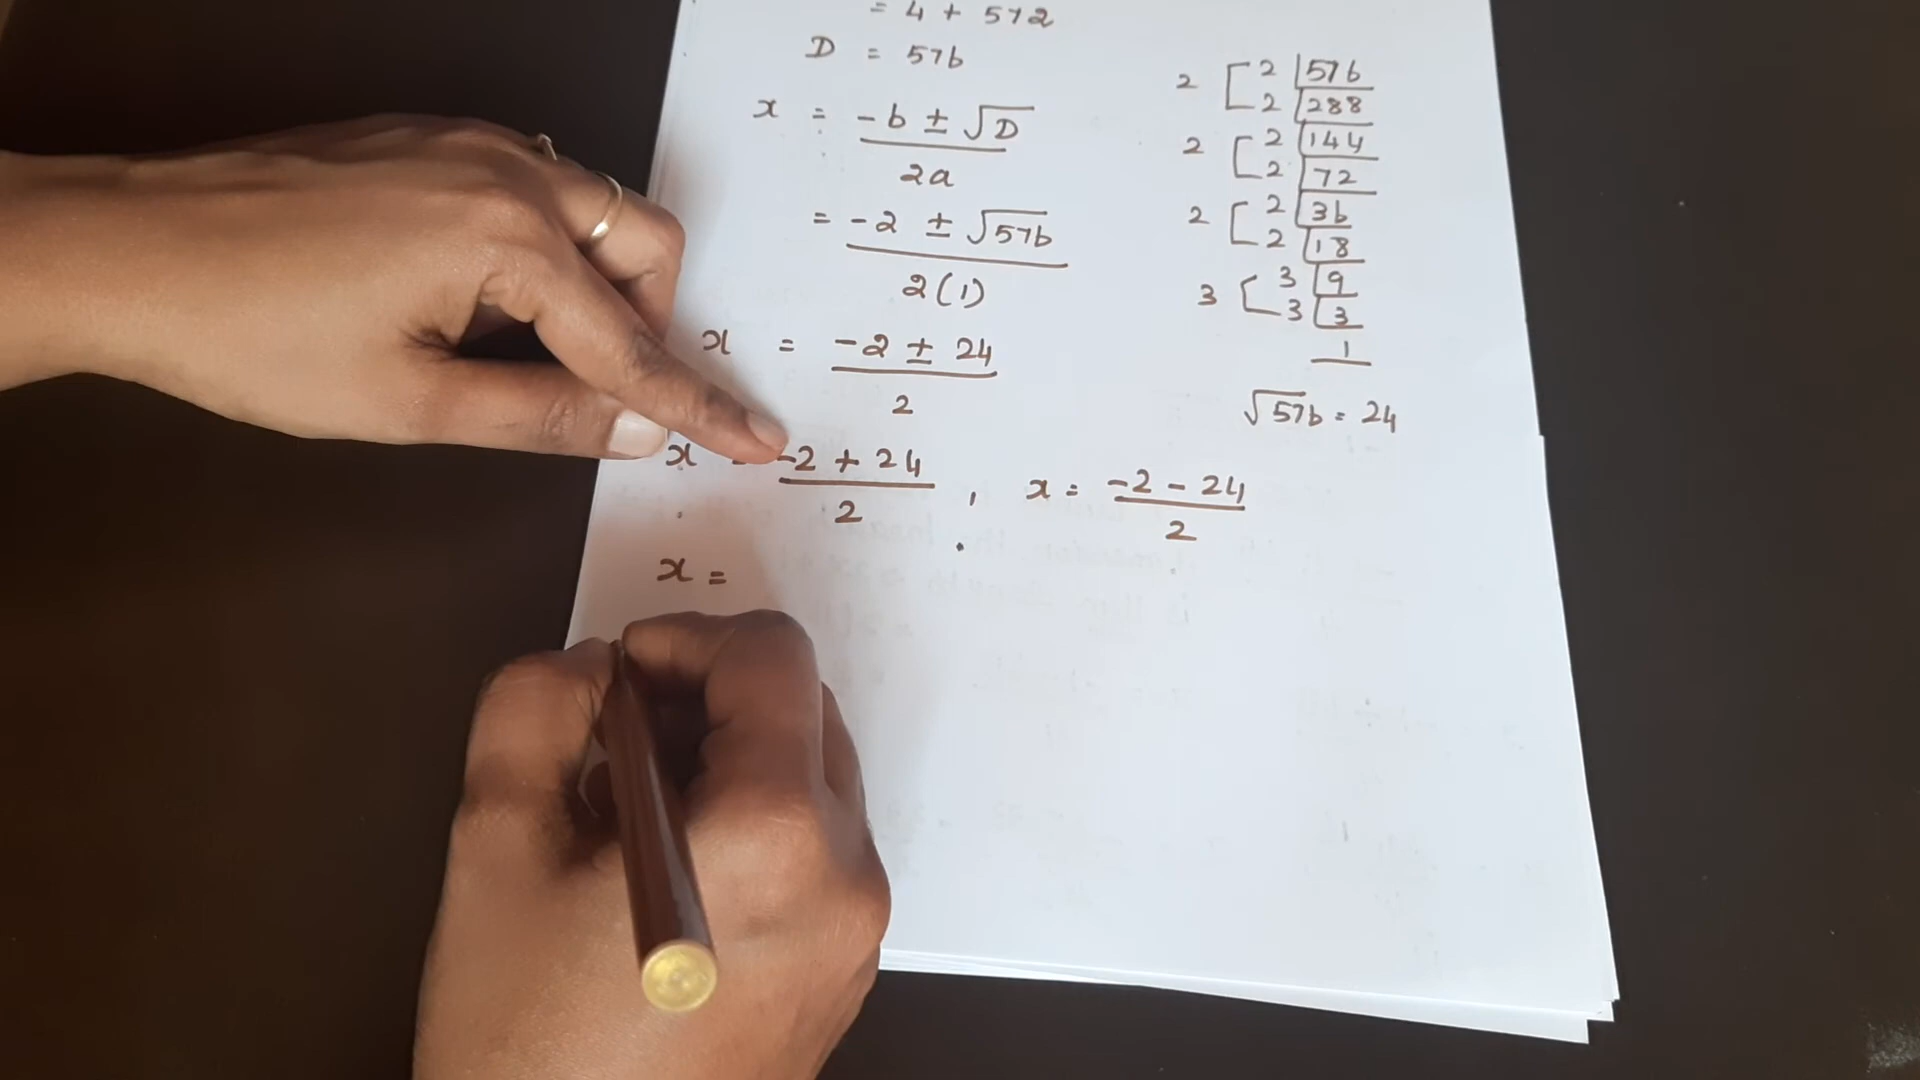 = 4 + 572
D = 576
x = -b ± √D
2a
= -2 ± √576
2(1)
x = -2 ± 24
2
x = -2 + 24 , x = -2 - 24
2 2
x =
2 2 576
2 288
2 2 144
2 72
2 2 36
2 18
3 3 9
3 3
1
√576 = 24